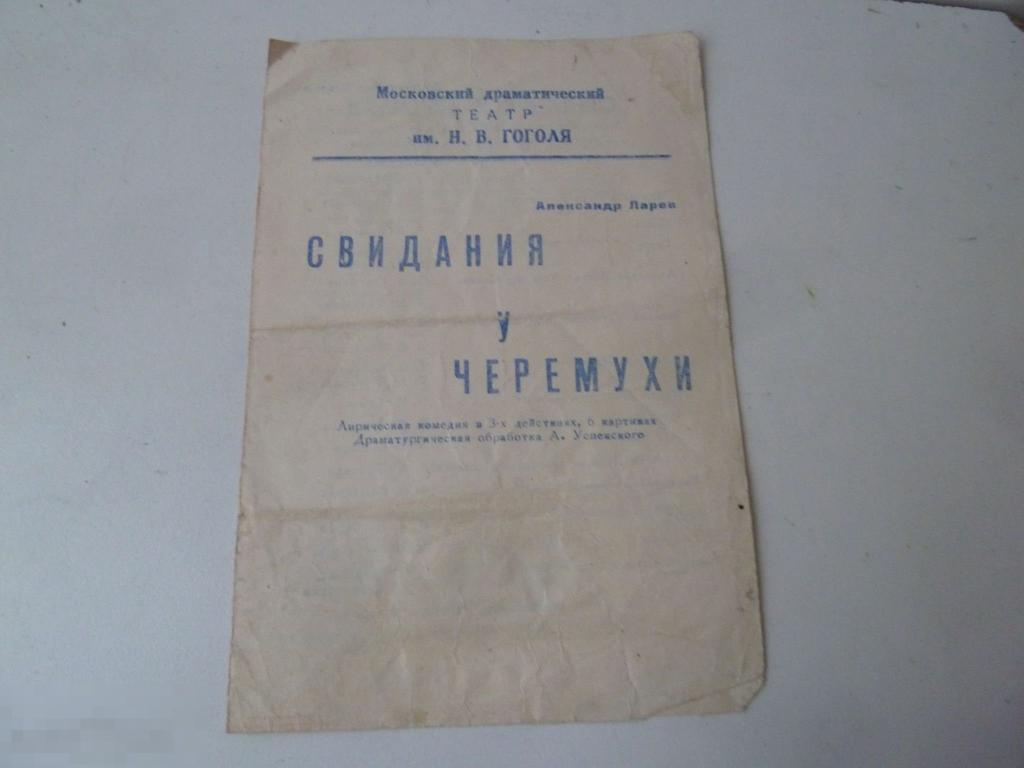 Московский драматический
ТЕАТР
им. Н. В. ГОГОЛЯ
Александр Ларев
СВИДАНИЯ
У
ЧЕРЕМУХИ
Лирическая комедия в 3-х действиях, 6 картинах
Драматургическая обработка А. Успенского